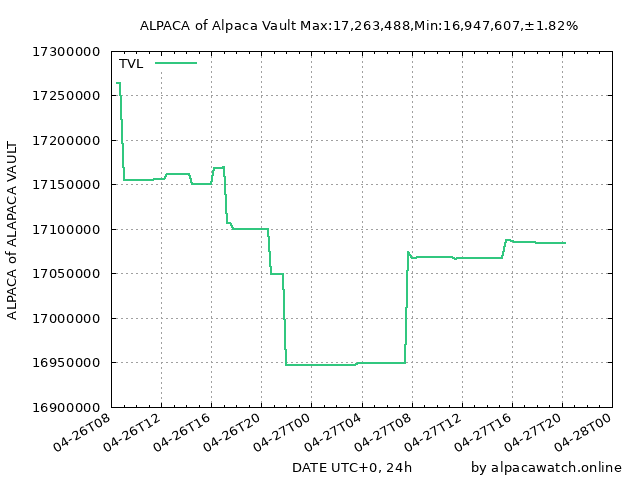 ALPACA of Alpaca Vault Max:17,263,488,Min:16,947,607,±1.82%
TVL
ALPACA of ALAPACA VAULT
17300000
17250000
17200000
17150000
17100000
17050000
17000000
16950000
16900000
04-26T08
04-26T12
04-26T16
04-26T20
04-27T00
04-27T04
04-27T08
04-27T12
04-27T16
04-27T20
04-28T00
DATE UTC+0, 24h
by alpacawatch.online